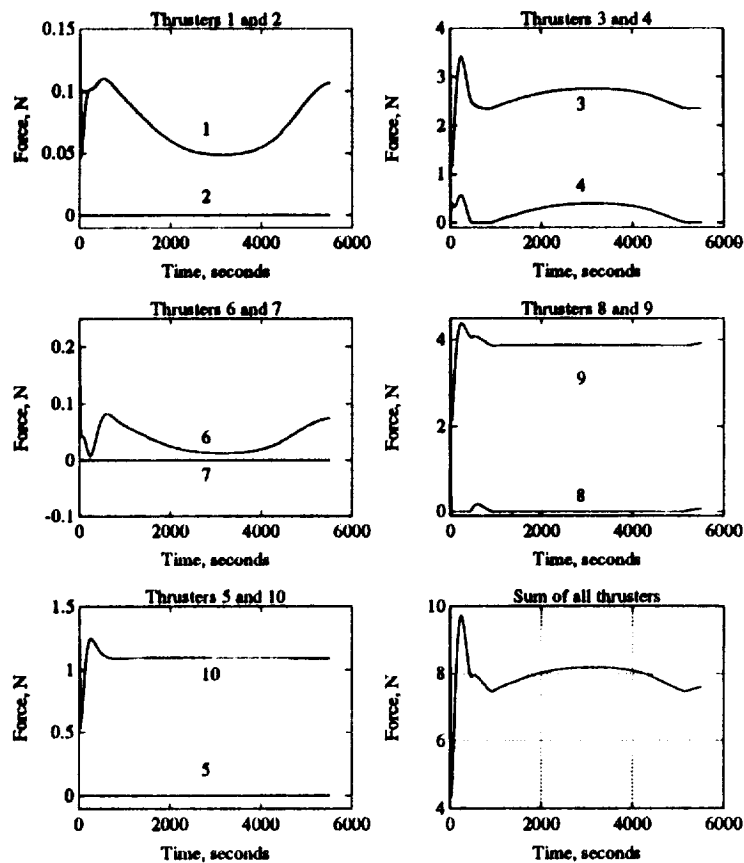 Thrusters 1 and 2
Force, N
0.15
0.1
0.05
0
1
2
0 2000 4000 6000
Time, seconds
Thrusters 3 and 4
Force, N
4
3
2
1
0
3
4
0 2000 4000 6000
Time, seconds
Thrusters 6 and 7
Force, N
0.2
0.1
0
-0.1
6
7
0 2000 4000 6000
Time, seconds
Thrusters 8 and 9
Force, N
4
2
0
9
8
0 2000 4000 6000
Time, seconds
Thrusters 5 and 10
Force, N
1.5
1
0.5
0
10
5
0 2000 4000 6000
Time, seconds
Sum of all thrusters
Force, N
10
8
6
4
0 2000 4000 6000
Time, seconds